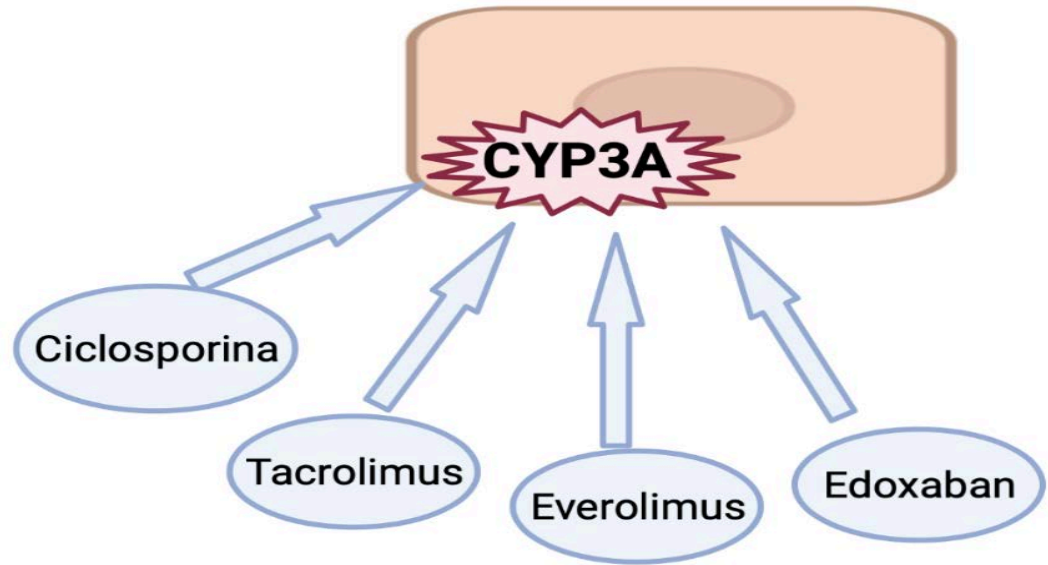 CYP3A
Ciclosporina
Tacrolimus
Everolimus
Edoxaban